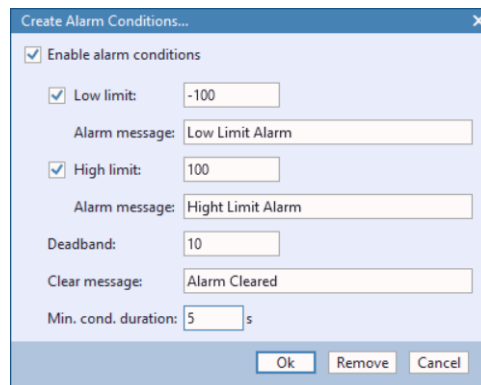 Create Alarm Conditions...
Enable alarm conditions
Low limit: -100
Alarm message: Low Limit Alarm
High limit: 100
Alarm message: Hight Limit Alarm
Deadband: 10
Clear message: Alarm Cleared
Min. cond. duration: 5 s
Ok Remove Cancel